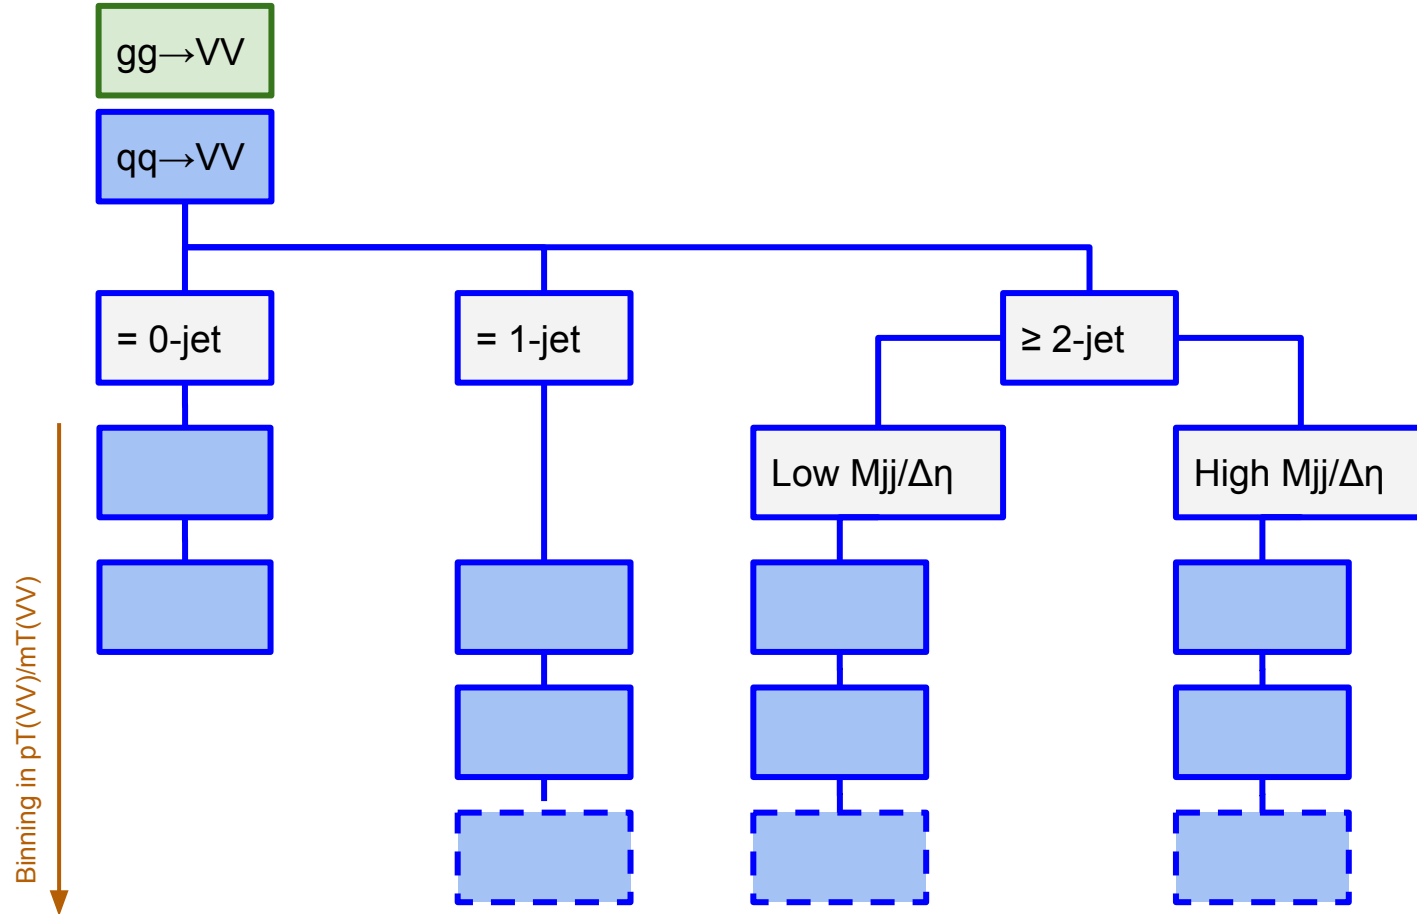 gg→VV
qq→VV
= 0-jet
= 1-jet
≥ 2-jet
Low Mjj/Δη
High Mjj/Δη
Binning in pT(VV)/mT(VV)